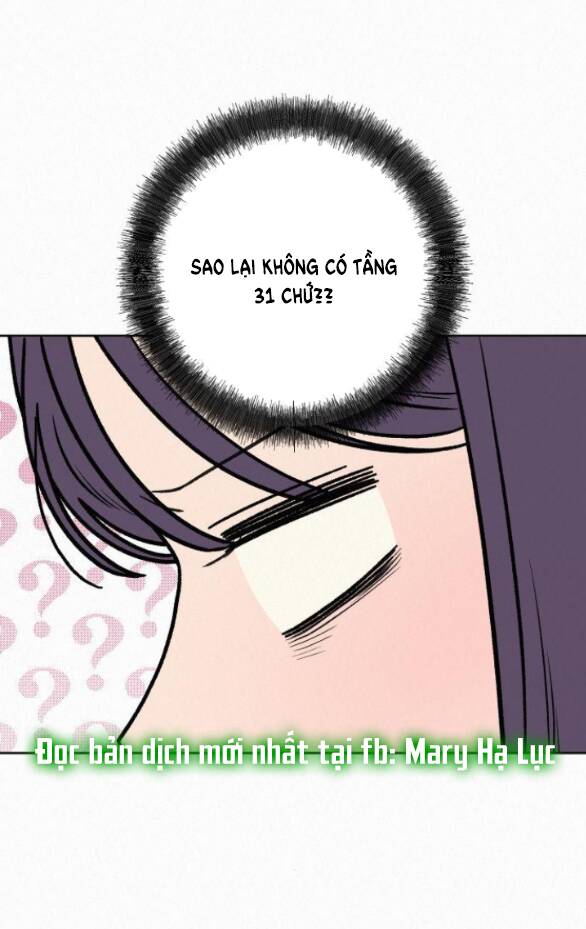 SAO LẠI KHÔNG CÓ TẦNG
31 CHỨ??
Đọc bản dịch mới nhất tại fb: Mary Hạ Lục